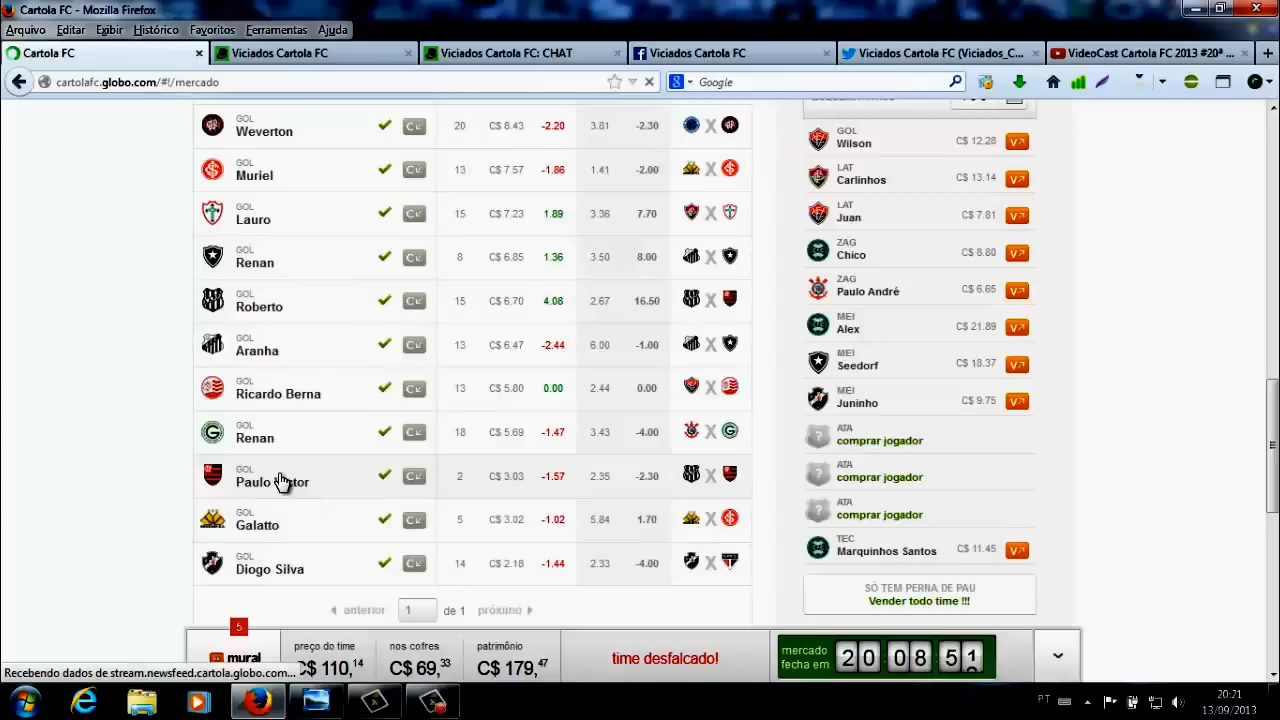 Cartola FC - Mozilla Firefox
Arquivo Editar Exibir Histórico Favoritos Ferramentas Ajuda
Cartola FC
Viciados Cartola FC
Viciados Cartola FC: CHAT
Viciados Cartola FC
Viciados Cartola FC (Viciados_C...
VideoCast Cartola FC 2013 #20ª ...
cartolafc.globo.com/#!/mercado
Google
GOL
Weverton 20 C$ 8.43 -2.20 3.81 -2.30 X
GOL
Muriel 13 C$ 7.57 -1.86 1.41 -2.00 X
GOL
Lauro 15 C$ 7.23 1.89 3.36 7.70 X
GOL
Renan 8 C$ 6.85 1.36 3.50 8.00 X
GOL
Roberto 15 C$ 6.70 4.08 2.67 16.50 X
GOL
Aranha 13 C$ 6.47 -2.44 6.00 -1.00 X
GOL
Ricardo Berna 13 C$ 5.80 0.00 2.44 0.00 X
GOL
Renan 18 C$ 5.69 -1.47 3.43 -4.00 X
GOL
Paulo 2 C$ 3.03 -1.57 2.35 -2.30 X
GOL
Galatto 5 C$ 3.02 -1.02 5.84 4.70 X
GOL
Diogo Silva 14 C$ 2.18 -1.44 2.33 -4.00 X
anterior 1 de 1 próximo
GOL
Wilson C$ 12.28
LAT
Carlinhos C$ 13.14
LAT
Juan C$ 7.81
ZAG
Chico C$ 8.80
ZAG
Paulo André C$ 6.65
MEI
Alex C$ 21.89
MEI
Seedorf C$ 18.37
MEI
Juninho C$ 9.75
ATA
comprar jogador
ATA
comprar jogador
ATA
comprar jogador
TEC
Marquinhos Santos C$ 11.45
SÓ TEM PERNA DE PAU
Vender todo time !!!
5
mural
preço do time
C$ 110,14
nos cofres
C$ 69,33
patrimônio
C$ 179,47
time desfalcado!
mercado
fecha em
20 08 51
Recebendo dados de stream.newsfeed.cartola.globo.com...
PT
20:21
13/09/2013